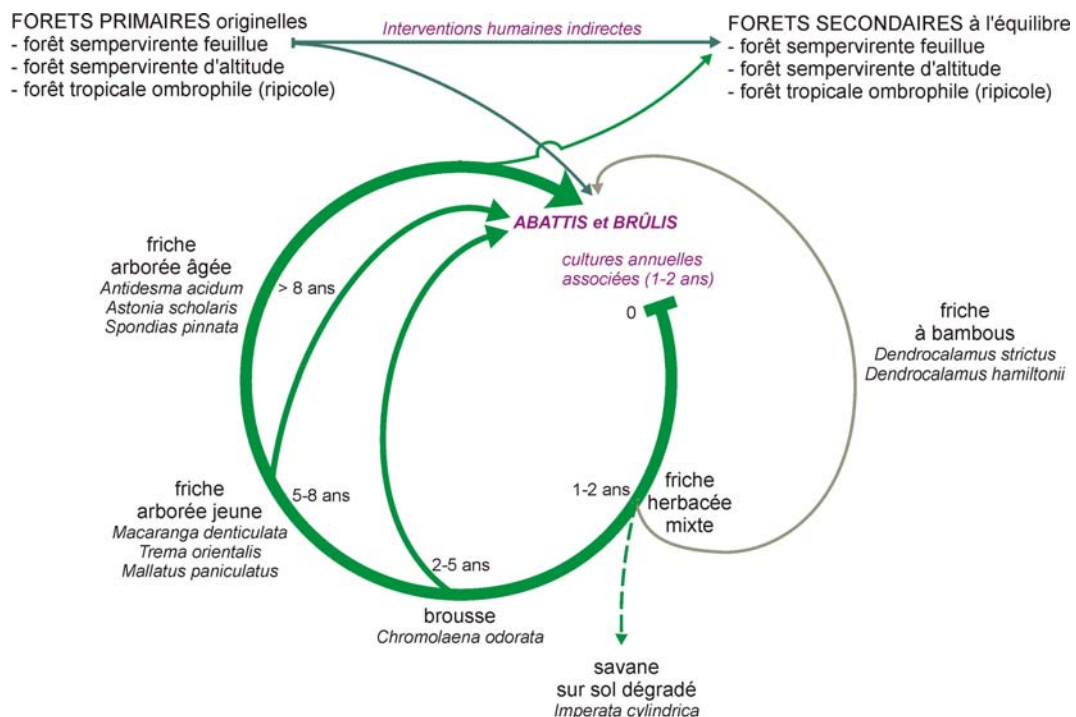 FORETS PRIMAIRES originelles
- forêt sempervirente feuillue
- forêt sempervirente d'altitude
- forêt tropicale ombrophile (ripicole)
Interventions humaines indirectes
FORETS SECONDAIRES à l'équilibre
- forêt sempervirente feuillue
- forêt sempervirente d'altitude
- forêt tropicale ombrophile (ripicole)
ABATTIS et BRÛLIS
cultures annuelles
associées (1-2 ans)
0
friche
arborée âgée
Antidesma acidum
Astonia scholaris
Spondias pinnata
> 8 ans
friche
à bambous
Dendrocalamus strictus
Dendrocalamus hamiltonii
friche
arborée jeune
Macaranga denticulata
Trema orientalis
Mallatus paniculatus
5-8 ans
1-2 ans
friche
herbacée
mixte
2-5 ans
brousse
Chromolaena odorata
savane
sur sol dégradé
Imperata cylindrica